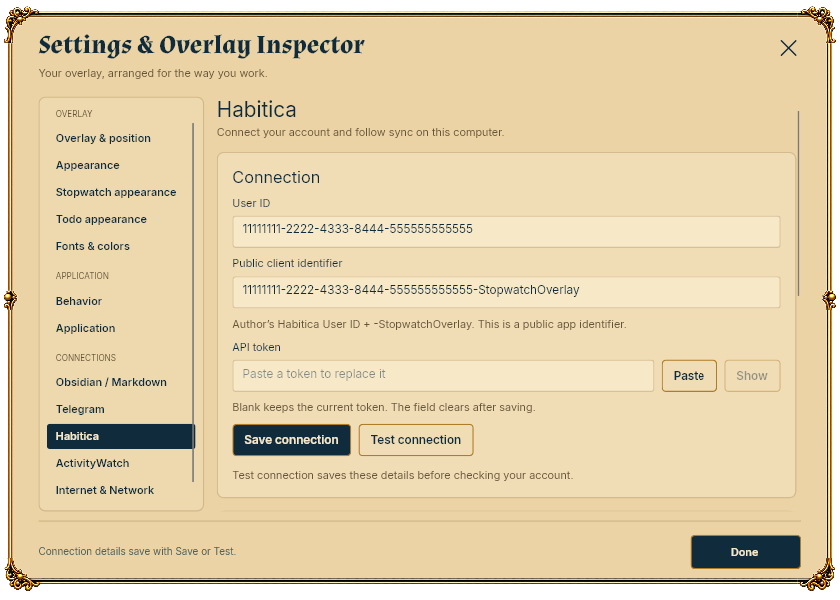 Settings & Overlay Inspector
Your overlay, arranged for the way you work.
OVERLAY
Overlay & position
Appearance
Stopwatch appearance
Todo appearance
Fonts & colors
APPLICATION
Behavior
Application
CONNECTIONS
Obsidian / Markdown
Telegram
Habitica
ActivityWatch
Internet & Network
Habitica
Connect your account and follow sync on this computer.
Connection
User ID
11111111-2222-4333-8444-555555555555
Public client identifier
11111111-2222-4333-8444-555555555555-StopwatchOverlay
Author's Habitica User ID + -StopwatchOverlay. This is a public app identifier.
API token
Paste a token to replace it
Paste
Show
Blank keeps the current token. The field clears after saving.
Save connection
Test connection
Test connection saves these details before checking your account.
Connection details save with Save or Test.
Done